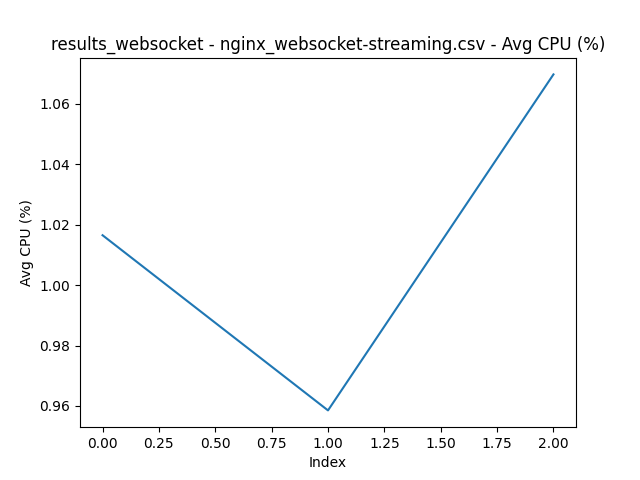 results_websocket - nginx_websocket-streaming.csv - Avg CPU (%)
Avg CPU (%)
1.06
1.04
1.02
1.00
0.98
0.96
0.00 0.25 0.50 0.75 1.00 1.25 1.50 1.75 2.00
Index